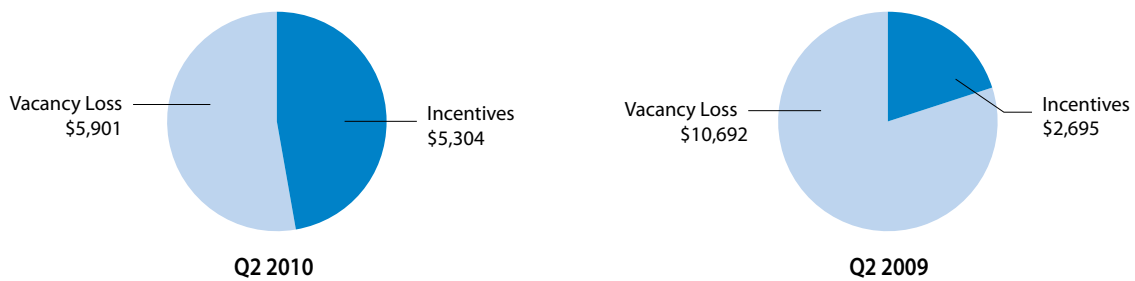 Vacancy Loss
$5,901
Incentives
$5,304
Q2 2010
Vacancy Loss
$10,692
Incentives
$2,695
Q2 2009